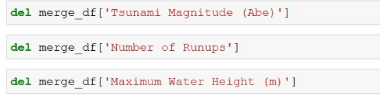 del merge_df['Tsunami Magnitude (Abe)']
del merge_df['Number of Runups']
del merge_df['Maximum Water Height (m)']